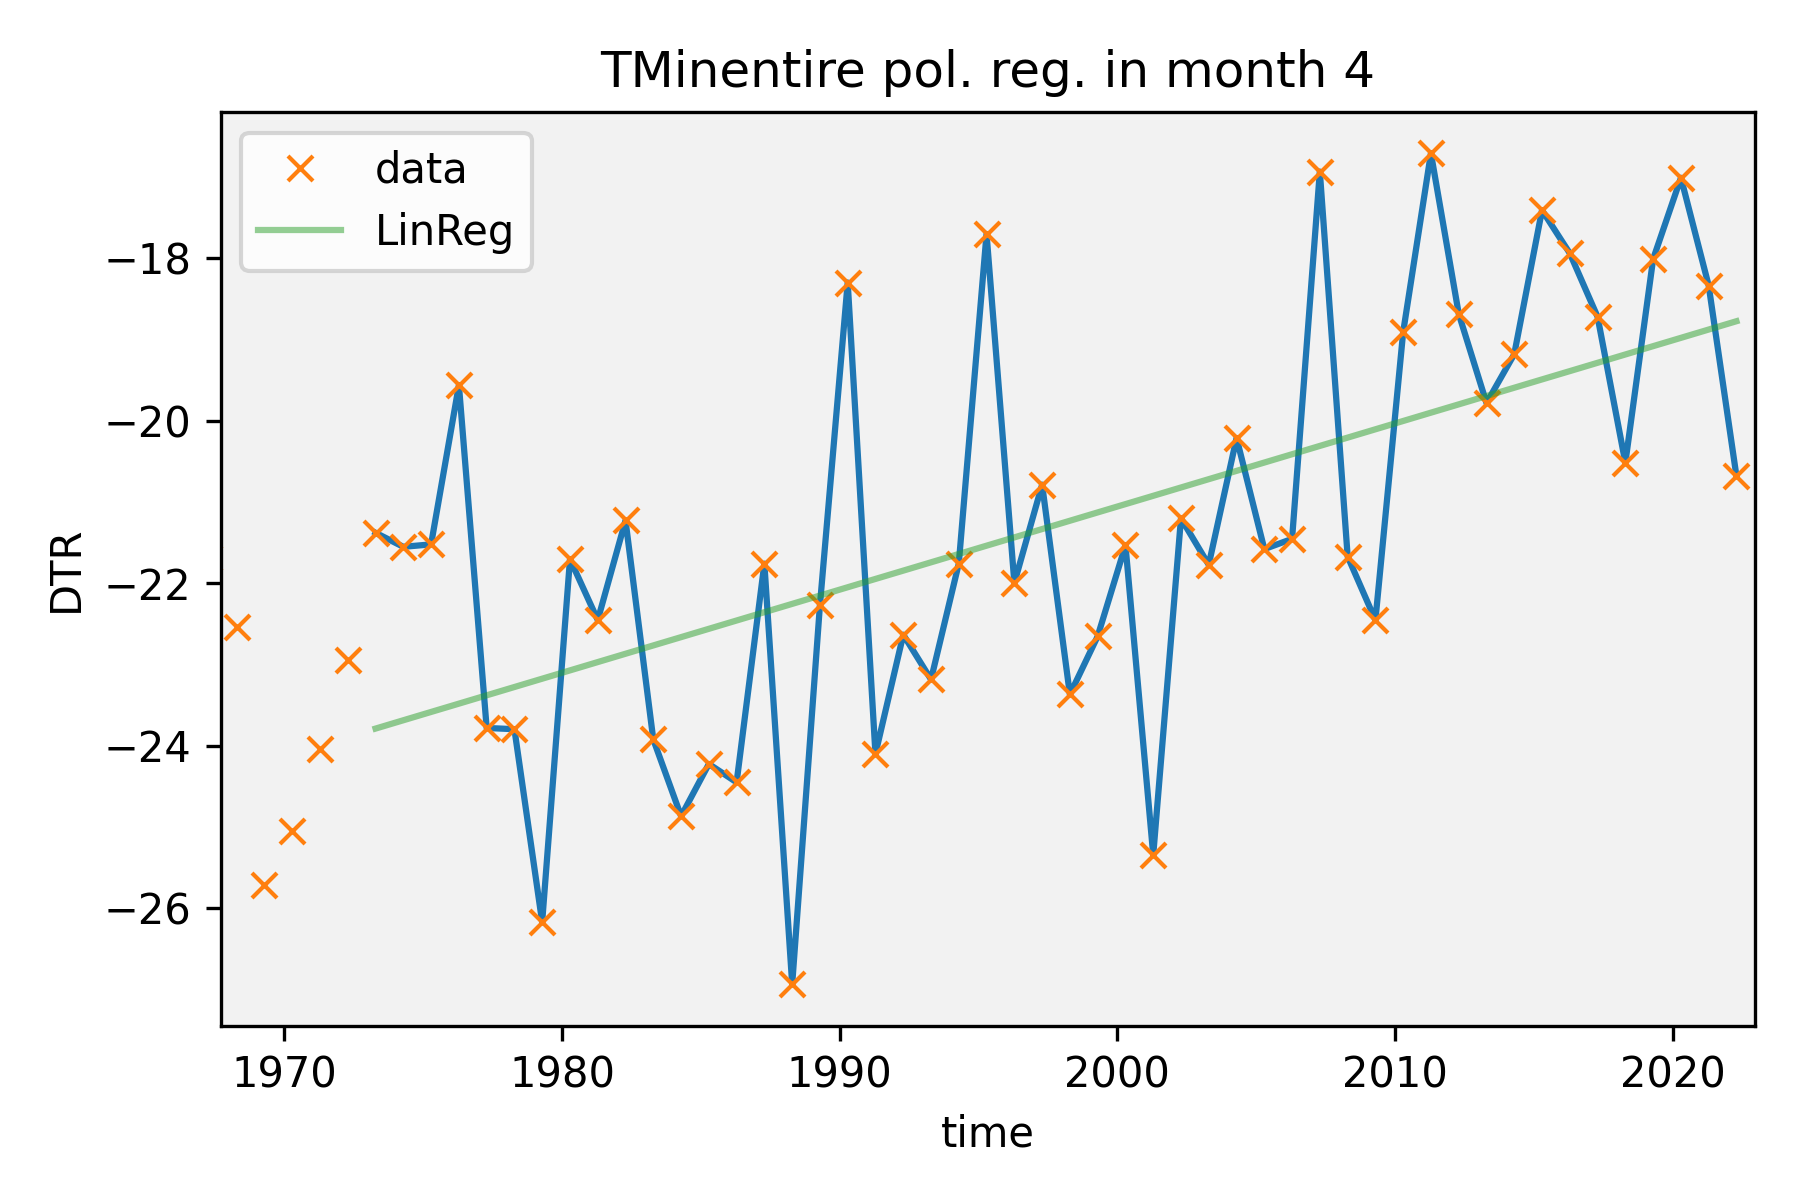 TMinentire pol. reg. in month 4
data
LinReg
−18
−20
−22
−24
−26
DTR
1970 1980 1990 2000 2010 2020
time